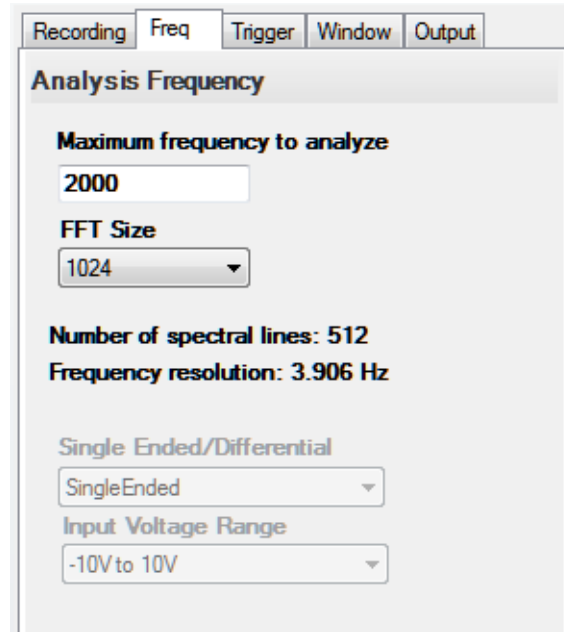 Recording Freq Trigger Window Output
Analysis Frequency
Maximum frequency to analyze
2000
FFT Size
1024
Number of spectral lines: 512
Frequency resolution: 3.906 Hz
Single Ended/Differential
SingleEnded
Input Voltage Range
-10V to 10V